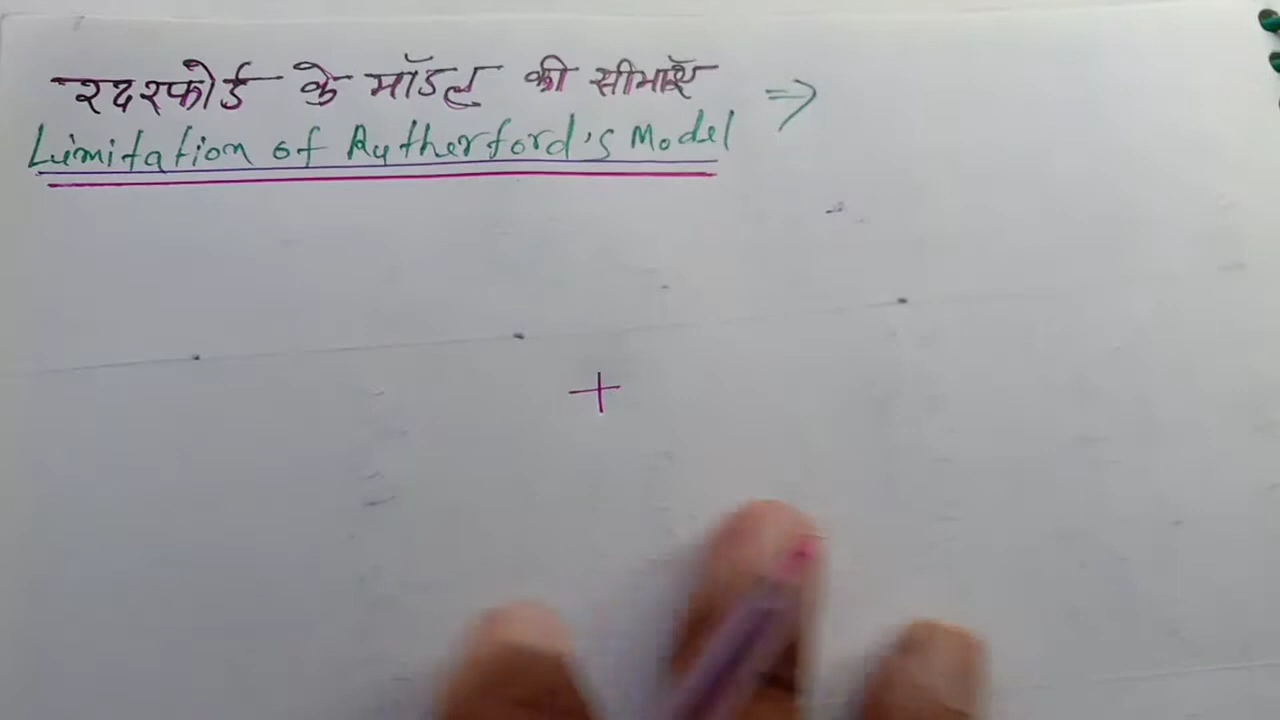 रदरफोर्ड के मॉडल की सीमाएँ ⇒
Limitation of Rutherford's Model
+